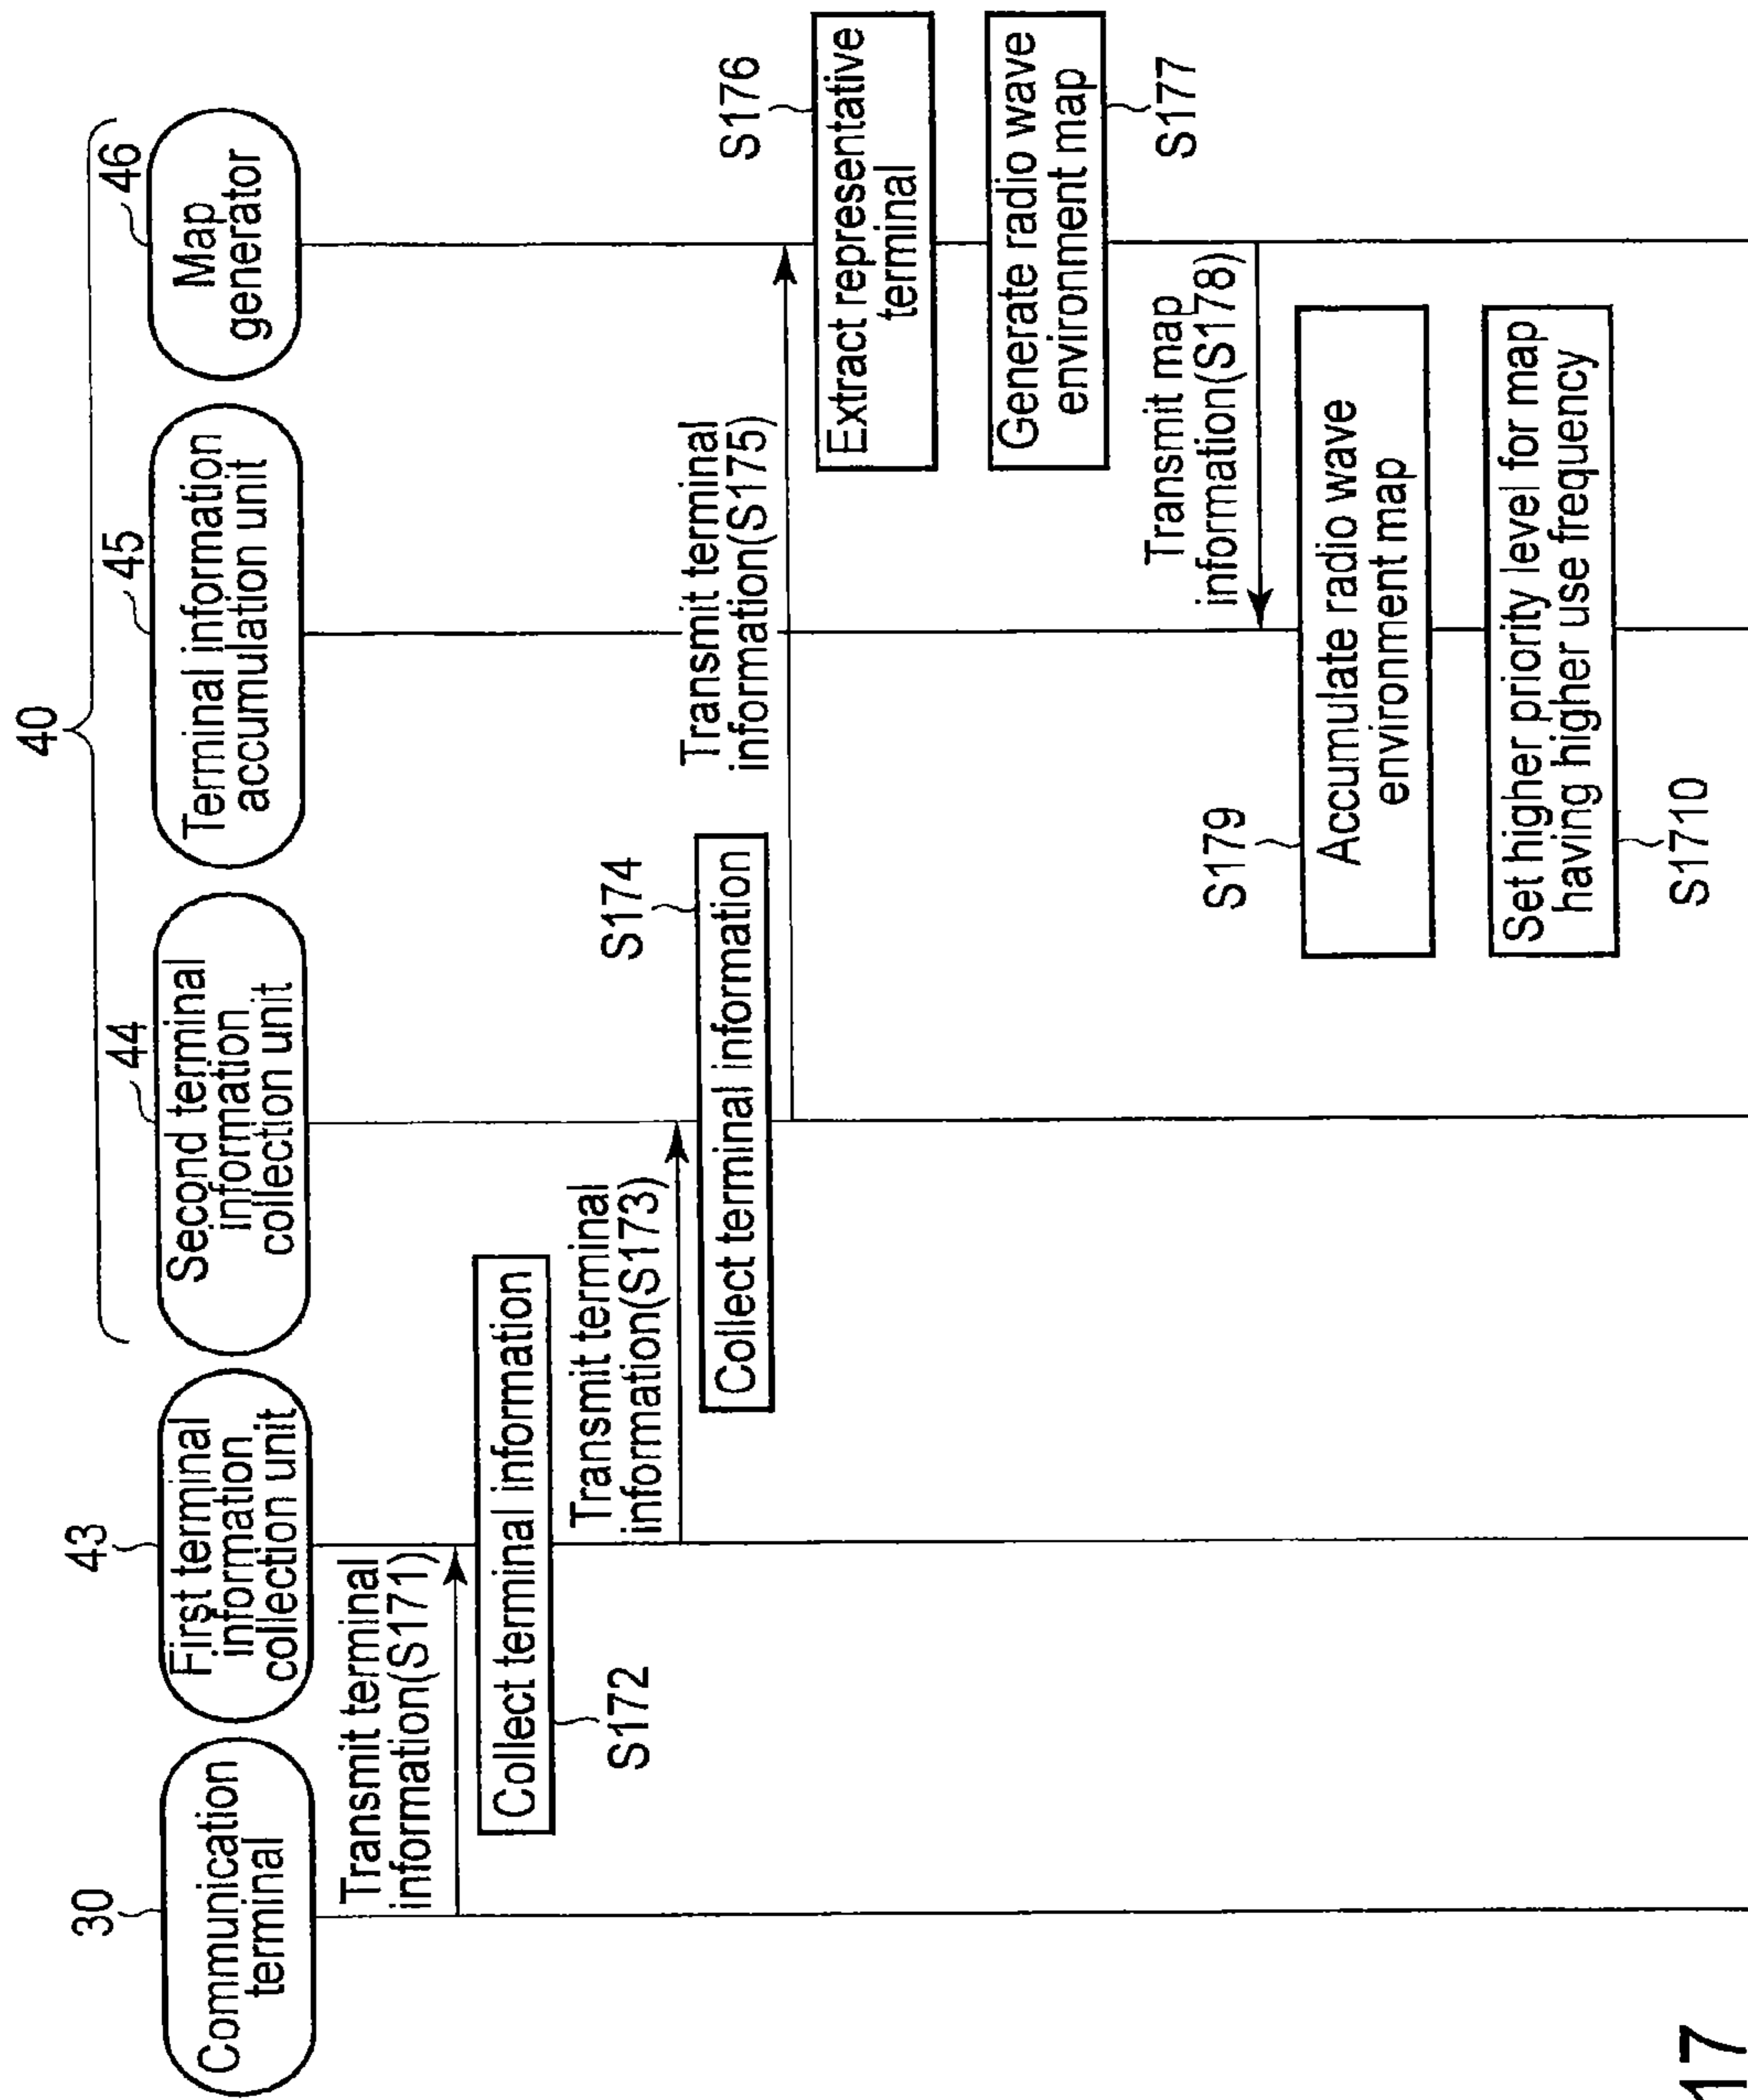 40
30
43
44
45
46
Communication
terminal
First terminal
information
collection unit
Second terminal
information
collection unit
Terminal information
accumulation unit
Map
generator
Transmit terminal
information(S171)
Collect terminal information
S172
Transmit terminal
information(S173)
S174
Collect terminal information
Transmit terminal
information(S175)
S176
Extract representative
terminal
Generate radio wave
environment map
S177
Transmit map
information(S178)
S179
Accumulate radio wave
environment map
Set higher priority level for map
having higher use frequency
S1710
17